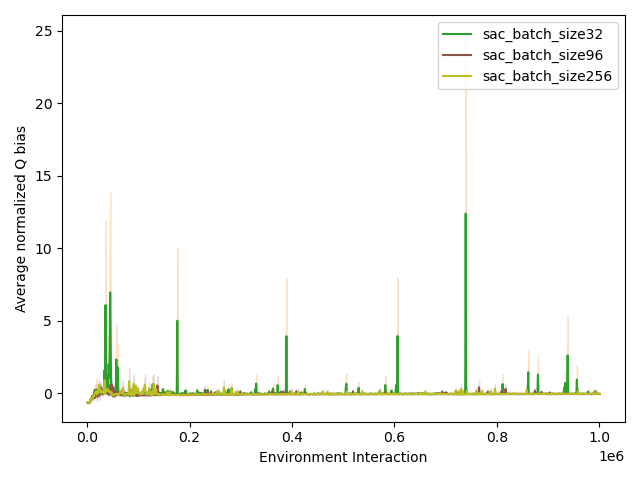 25
20
15
10
5
0
Average normalized Q bias
sac_batch_size32
sac_batch_size96
sac_batch_size256
0.0 0.2 0.4 0.6 0.8 1.0
1e6
Environment Interaction